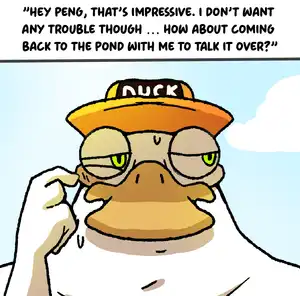 "HEY PENG, THAT'S IMPRESSIVE. I DON'T WANT
ANY TROUBLE THOUGH ... HOW ABOUT COMING
BACK TO THE POND WITH ME TO TALK IT OVER?"
DUCK